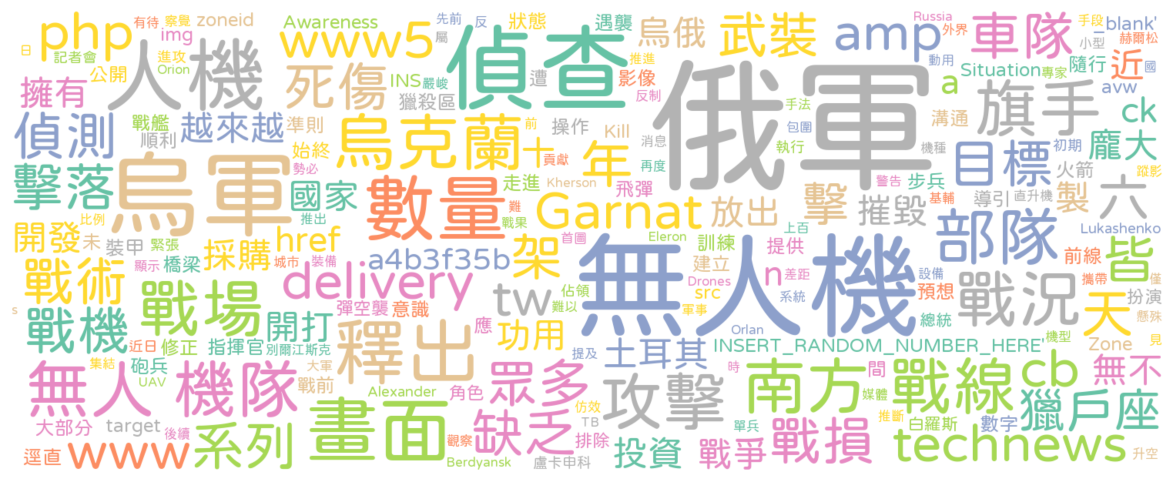 有待 察覺 zoneid
日 記者會 img
php
進攻 Orion
公開
擁有
人機
Awareness 先前 反
www5
狀態
屬
遇襲
烏俄
武裝
amp
Russia
外界
車隊
手段
一
小型
赫爾松
blank'
動用
死傷
INS 嚴峻
推進
遭
影像
獵殺區
反制
偵查
俄軍
近
Situation 專家
隨行
國
avw
a
旗手
溝通
ck
偵測
戰艦
順利
越來越
準則
始終
勢必
烏克蘭
十
前
貢獻
操作
Kill
消息
再度
年
手法
包圍
執行
機種
警告
目標
初期
火箭
龐大
蹤影
擊落
烏軍
國家
數量
走進
Kherson
難
戰果
飛彈
Garnat
放出
擊
摧毀
步兵
基輔
導引
直升機
製
六
Lukashenko
開發
未
裝甲
比例
推出
採購
href
首圖
架
Eleron
訓練
上百
部隊
前線
皆
戰術
緊張
橋梁
顯示
城市
裝備
a4b3f35b
建立
提供
無人機
n
差距
設備
預想
攜帶
僅
戰況
天
扮演
懸殊
s
戰場
delivery
tw
佔領
難以
Drones
src
系統
軍事
總統
戰機
近日
修正
指揮官
開打
彈空襲
意識
別爾江斯克
釋出
應
功用
Orlan
土耳其
INSERT_RANDOM_NUMBER_HERE'
機型
Zone
見
集結
砲兵
UAV
大軍
戰前
提及
無人
機隊
Alexander
角色
眾多
攻擊
時
間
媒體
南方
戰線
cb
無不
仿效
TB
單兵
推斷
白羅斯
數字
獵戶座
大部分
target
後續
畫面
觀察
缺乏
排除
逕直
www
系列
Berdyansk
盧卡申科
投資
戰爭
戰損
technews
升空